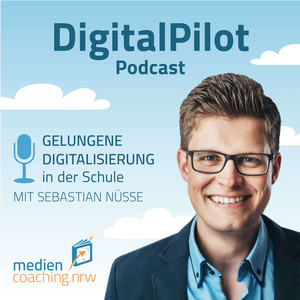 DigitalPilot
Podcast
GELUNGENE
DIGITALISIERUNG
in der Schule
MIT SEBASTIAN NÜSSE
medien
coaching.nrw